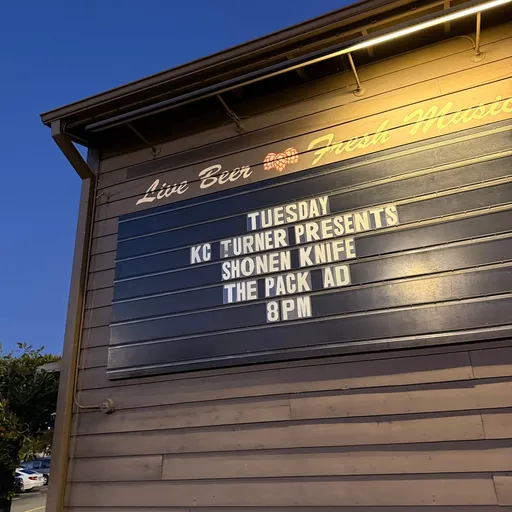 Live Beer Fresh Music
TUESDAY
KC TURNER PRESENTS
SHONEN KNIFE
THE PACK AD
8PM